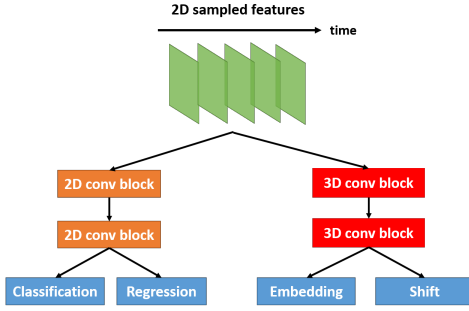 2D sampled features
time
2D conv block
3D conv block
2D conv block
3D conv block
Classification
Regression
Embedding
Shift